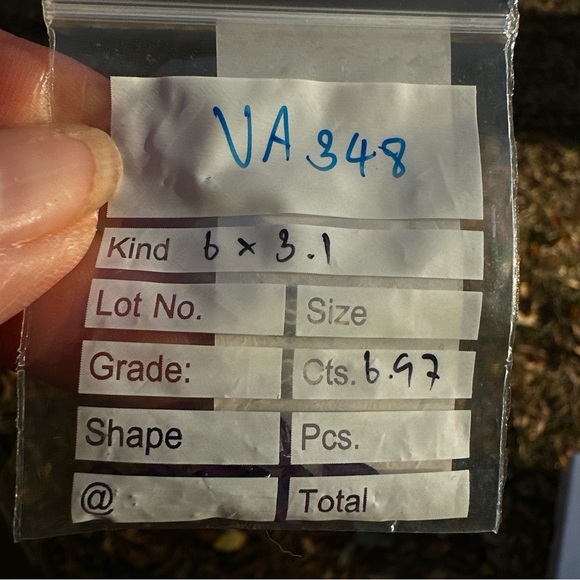 VA 348
Kind 6 x 3.1
Lot No. Size
Grade: Cts. 6.97
Shape Pcs.
@ Total